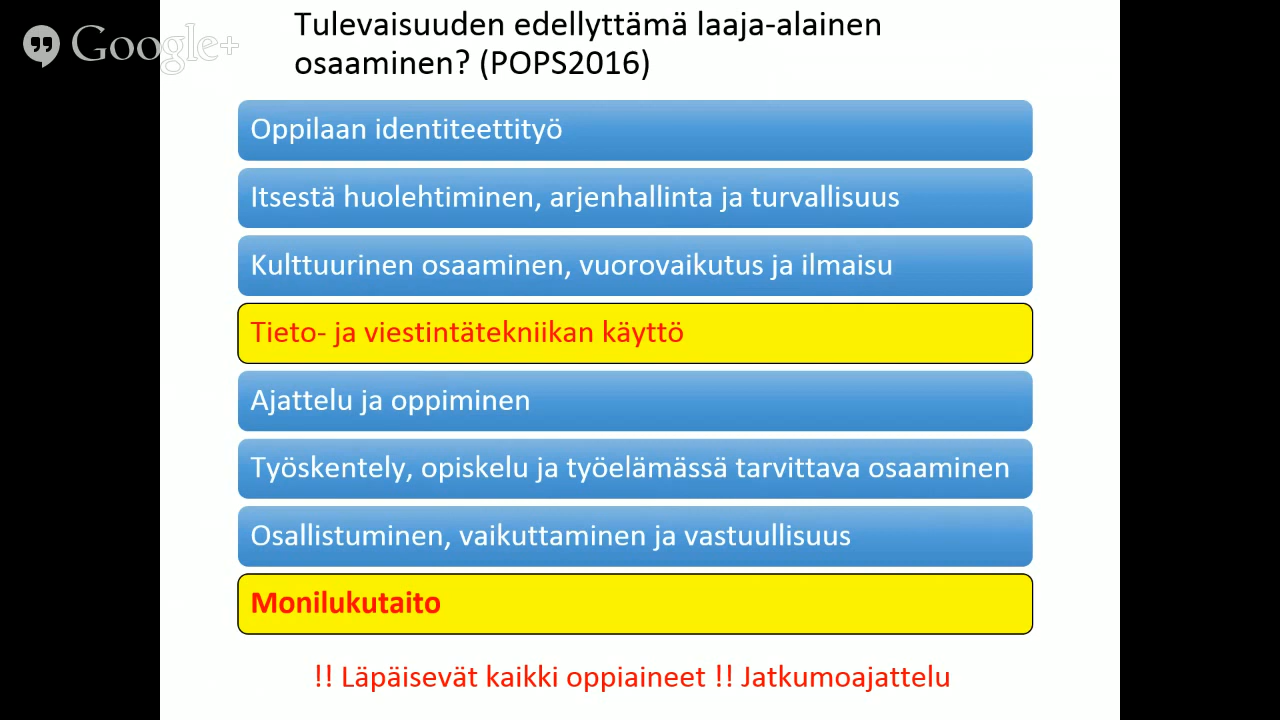 Google+
Tulevaisuuden edellyttämä laaja-alainen
osaaminen? (POPS2016)
Oppilaan identiteettityö
Itsestä huolehtiminen, arjenhallinta ja turvallisuus
Kulttuurinen osaaminen, vuorovaikutus ja ilmaisu
Tieto- ja viestintätekniikan käyttö
Ajattelu ja oppiminen
Työskentely, opiskelu ja työelämässä tarvittava osaaminen
Osallistuminen, vaikuttaminen ja vastuullisuus
Monilukutaito
!! Läpäisevät kaikki oppiaineet !! Jatkumoajattelu